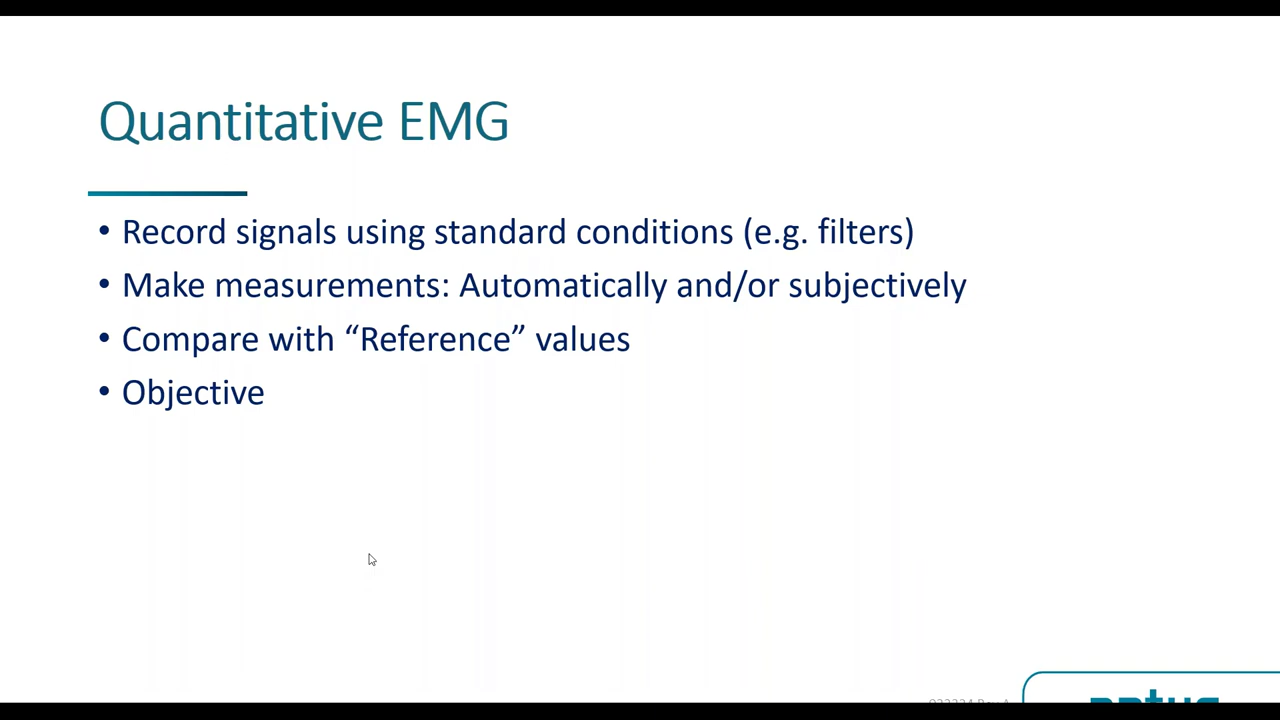 Quantitative EMG
• Record signals using standard conditions (e.g. filters)
• Make measurements: Automatically and/or subjectively
• Compare with “Reference” values
• Objective